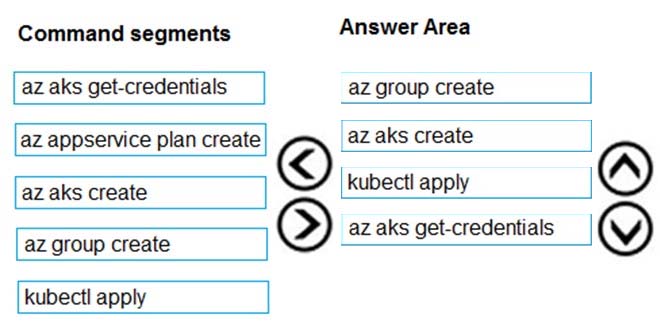 Command segments
az aks get-credentials
az appservice plan create
az aks create
az group create
kubectl apply
Answer Area
az group create
az aks create
kubectl apply
az aks get-credentials